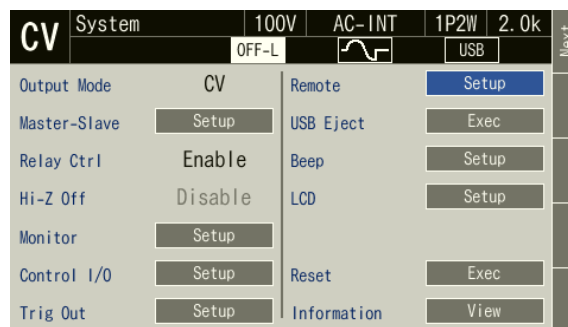 CV System 100V AC-INT 1P2W 2.0k
OFF-L USB
Next
Output Mode CV
Master-Slave Setup
Relay Ctrl Enable
Hi-Z Off Disable
Monitor Setup
Control I/O Setup
Trig Out Setup
Remote Setup
USB Eject Exec
Beep Setup
LCD Setup
Reset Exec
Information View